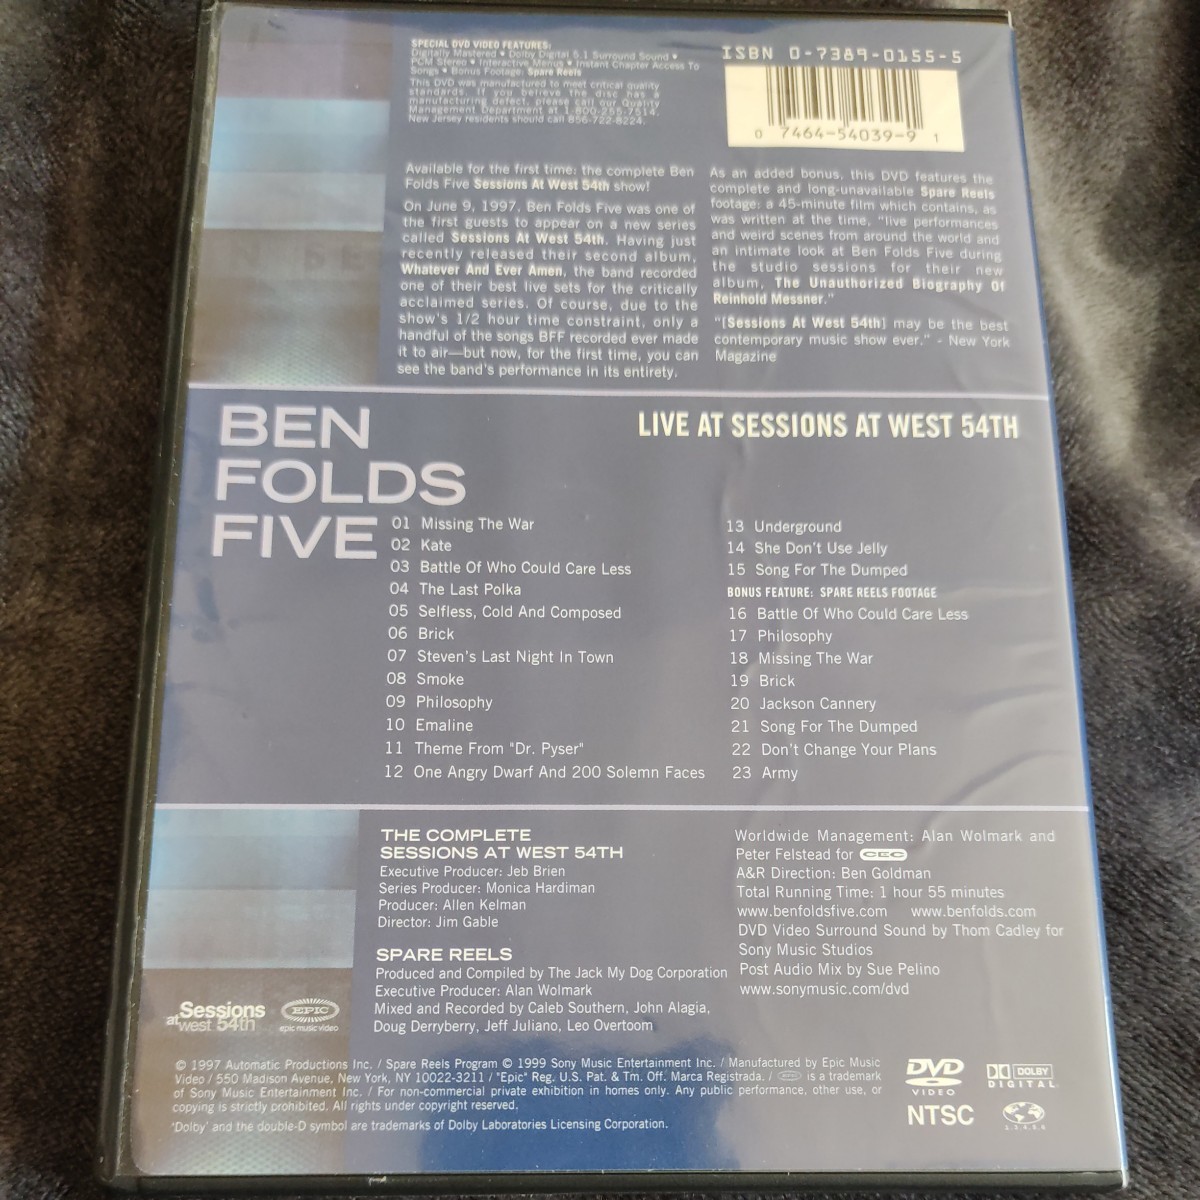 SPECIAL DVD VIDEO FEATURES:
Digitally Mastered • Dolby Digital 5.1 Surround Sound •
PCM Stereo • Interactive Menus • Instant Chapter Access To
Songs • Bonus Footage: Spare Reels
This DVD was manufactured to meet critical quality
standards. If you believe the disc has a
manufacturing defect, please call our Quality
Management Department at 1-800-255-7514.
New Jersey residents should call 856-722-8224.
ISBN 0-7389-0155-5
0 7464-54039-9 1
Available for the first time: the complete Ben
Folds Five Sessions At West 54th show!
On June 9, 1997, Ben Folds Five was one of
the first guests to appear on a new series
called Sessions At West 54th. Having just
recently released their second album,
Whatever And Ever Amen, the band recorded
one of their best live sets for the critically
acclaimed series. Of course, due to the
show's 1/2 hour time constraint, only a
handful of the songs BFF recorded ever made
it to air—but now, for the first time, you can
see the band's performance in its entirety.
As an added bonus, this DVD features the
complete and long-unavailable Spare Reels
footage: a 45-minute film which contains, as
was written at the time, "live performances
and weird scenes from around the world and
an intimate look at Ben Folds Five during
the studio sessions for their new
album, The Unauthorized Biography Of
Reinhold Messner."
"[Sessions At West 54th] may be the best
contemporary music show ever." - New York
Magazine
BEN
FOLDS
FIVE
LIVE AT SESSIONS AT WEST 54TH
01 Missing The War
02 Kate
03 Battle Of Who Could Care Less
04 The Last Polka
05 Selfless, Cold And Composed
06 Brick
07 Steven's Last Night In Town
08 Smoke
09 Philosophy
10 Emaline
11 Theme From "Dr. Pyser"
12 One Angry Dwarf And 200 Solemn Faces
13 Underground
14 She Don't Use Jelly
15 Song For The Dumped
BONUS FEATURE: SPARE REELS FOOTAGE
16 Battle Of Who Could Care Less
17 Philosophy
18 Missing The War
19 Brick
20 Jackson Cannery
21 Song For The Dumped
22 Don't Change Your Plans
23 Army
THE COMPLETE
SESSIONS AT WEST 54TH
Executive Producer: Jeb Brien
Series Producer: Monica Hardiman
Producer: Allen Kelman
Director: Jim Gable
SPARE REELS
Produced and Compiled by The Jack My Dog Corporation
Executive Producer: Alan Wolmark
Mixed and Recorded by Caleb Southern, John Alagia,
Doug Derryberry, Jeff Juliano, Leo Overtoom
Worldwide Management: Alan Wolmark and
Peter Felstead for CEC
A&R Direction: Ben Goldman
Total Running Time: 1 hour 55 minutes
www.benfoldsfive.com www.benfolds.com
DVD Video Surround Sound by Thom Cadley for
Sony Music Studios
Post Audio Mix by Sue Pelino
www.sonymusic.com/dvd
Sessions
at west 54th
EPIC
epic music video
© 1997 Automatic Productions Inc. / Spare Reels Program © 1999 Sony Music Entertainment Inc. / Manufactured by Epic Music
Video / 550 Madison Avenue, New York, NY 10022-3211 / "Epic" Reg. U.S. Pat. & Tm. Off. Marca Registrada. / EPIC is a trademark
of Sony Music Entertainment Inc. / For non-commercial private exhibition in homes only. Any public performance, other use, or
copying is strictly prohibited. All rights under copyright reserved.
'Dolby' and the double-D symbol are trademarks of Dolby Laboratories Licensing Corporation.
DVD
VIDEO
NTSC
DOLBY
DIGITAL